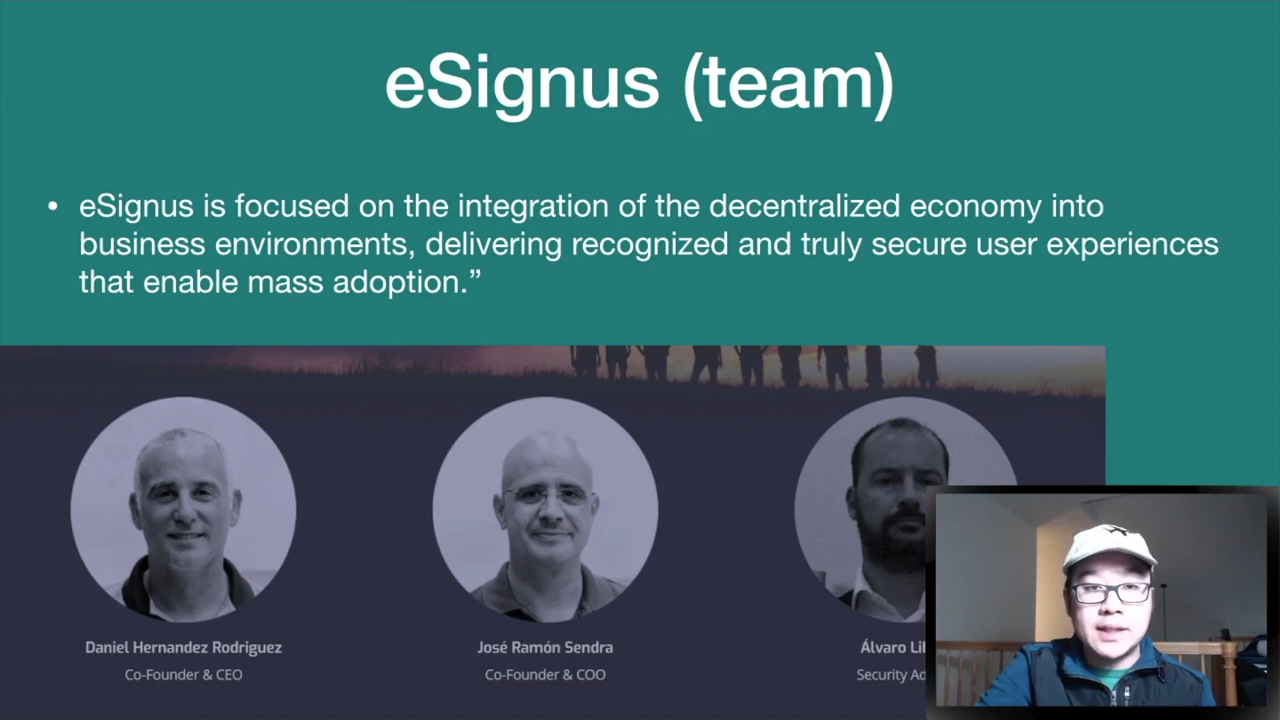 eSignus (team)
• eSignus is focused on the integration of the decentralized economy into
business environments, delivering recognized and truly secure user experiences
that enable mass adoption.”
Daniel Hernandez Rodriguez
Co-Founder & CEO
José Ramón Sendra
Co-Founder & COO
Álvaro
Security